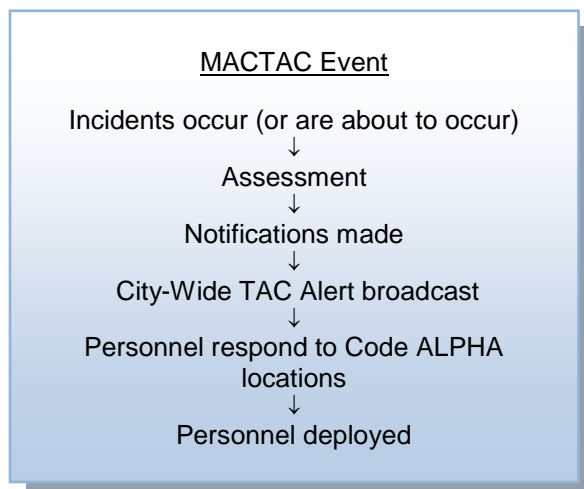 MACTAC Event
Incidents occur (or are about to occur)
↓
Assessment
↓
Notifications made
↓
City-Wide TAC Alert broadcast
↓
Personnel respond to Code ALPHA
locations
↓
Personnel deployed